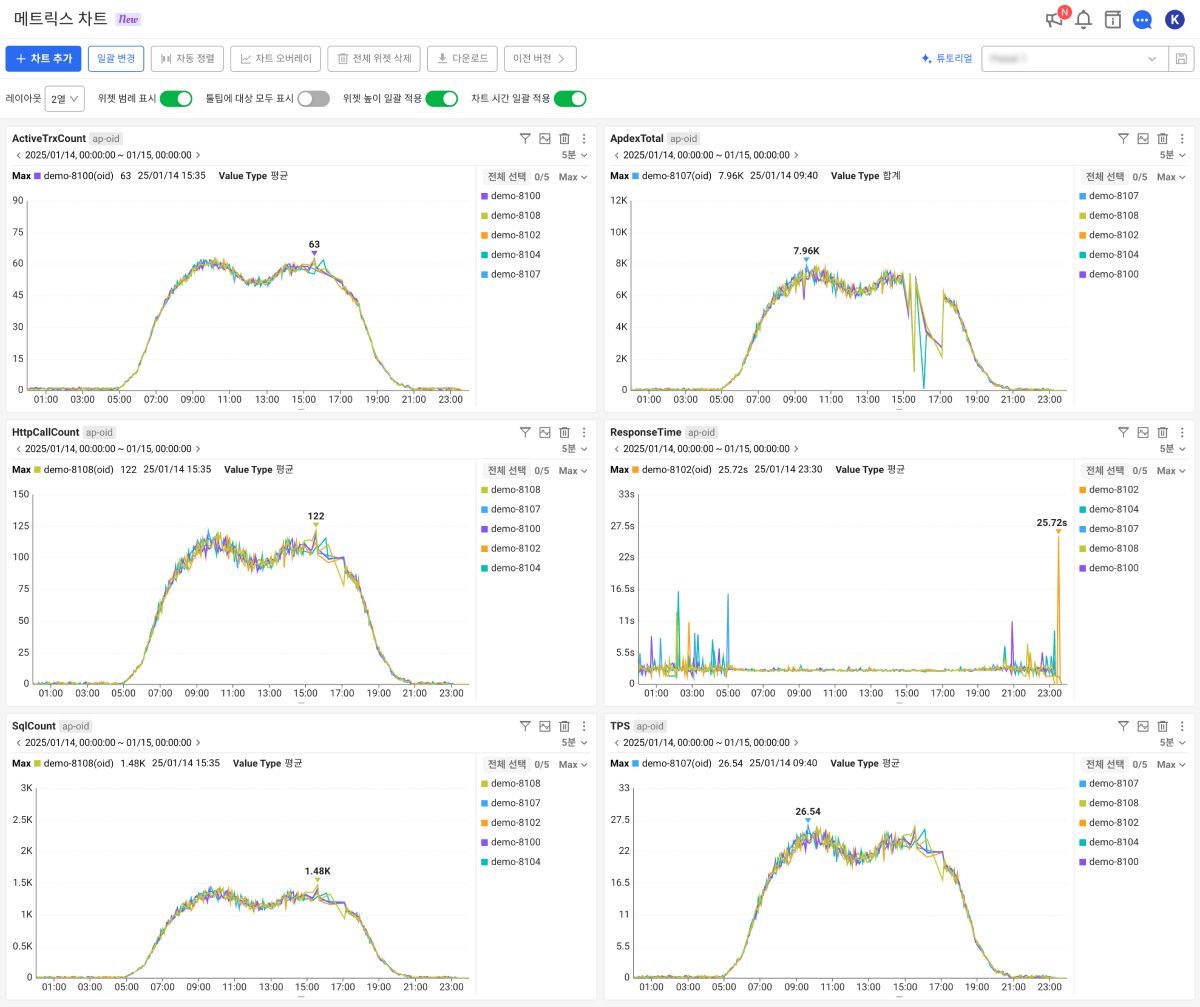 메트릭스 차트 New
N
K
+ 차트 추가 일괄 변경 자동 정렬 차트 오버레이 전체 위젯 삭제 다운로드 이전 버전 튜토리얼
레이아웃 2열 위젯 범례 표시 툴팁에 대상 모두 표시 위젯 높이 일괄 적용 차트 시간 일괄 적용
ActiveTrxCount ap-oid
2025/01/14, 00:00:00 ~ 01/15, 00:00:00 5분
Max demo-8100(oid) 63 25/01/14 15:35 Value Type 평균
전체 선택 0/5 Max
demo-8100
demo-8108
demo-8102
demo-8104
demo-8107
63
90
75
60
45
30
15
0
01:00 03:00 05:00 07:00 09:00 11:00 13:00 15:00 17:00 19:00 21:00 23:00
ApdexTotal ap-oid
2025/01/14, 00:00:00 ~ 01/15, 00:00:00 5분
Max demo-8107(oid) 7.96K 25/01/14 09:40 Value Type 합계
전체 선택 0/5 Max
demo-8107
demo-8108
demo-8102
demo-8104
demo-8100
7.96K
12K
10K
8K
6K
4K
2K
0
01:00 03:00 05:00 07:00 09:00 11:00 13:00 15:00 17:00 19:00 21:00 23:00
HttpCallCount ap-oid
2025/01/14, 00:00:00 ~ 01/15, 00:00:00 5분
Max demo-8108(oid) 122 25/01/14 15:35 Value Type 평균
전체 선택 0/5 Max
demo-8108
demo-8107
demo-8100
demo-8102
demo-8104
122
150
125
100
75
50
25
0
01:00 03:00 05:00 07:00 09:00 11:00 13:00 15:00 17:00 19:00 21:00 23:00
ResponseTime ap-oid
2025/01/14, 00:00:00 ~ 01/15, 00:00:00 5분
Max demo-8102(oid) 25.72s 25/01/14 23:30 Value Type 평균
전체 선택 0/5 Max
demo-8102
demo-8104
demo-8107
demo-8108
demo-8100
25.72s
33s
27.5s
22s
16.5s
11s
5.5s
0
01:00 03:00 05:00 07:00 09:00 11:00 13:00 15:00 17:00 19:00 21:00 23:00
SqlCount ap-oid
2025/01/14, 00:00:00 ~ 01/15, 00:00:00 5분
Max demo-8108(oid) 1.48K 25/01/14 15:35 Value Type 평균
전체 선택 0/5 Max
demo-8108
demo-8107
demo-8102
demo-8100
demo-8104
1.48K
3K
2.5K
2K
1.5K
1K
0.5K
0
01:00 03:00 05:00 07:00 09:00 11:00 13:00 15:00 17:00 19:00 21:00 23:00
TPS ap-oid
2025/01/14, 00:00:00 ~ 01/15, 00:00:00 5분
Max demo-8107(oid) 26.54 25/01/14 09:40 Value Type 평균
전체 선택 0/5 Max
demo-8107
demo-8108
demo-8102
demo-8104
demo-8100
26.54
33
27.5
22
16.5
11
5.5
0
01:00 03:00 05:00 07:00 09:00 11:00 13:00 15:00 17:00 19:00 21:00 23:00